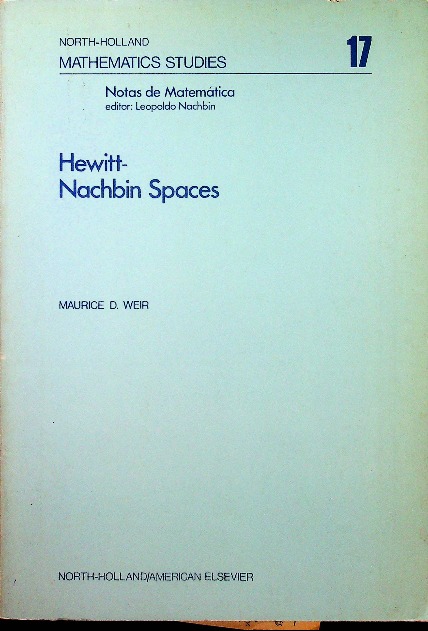 NORTH-HOLLAND
MATHEMATICS STUDIES 17
Notas de Matemática
editor: Leopoldo Nachbin
Hewitt-
Nachbin Spaces
MAURICE D. WEIR
NORTH-HOLLAND/AMERICAN ELSEVIER